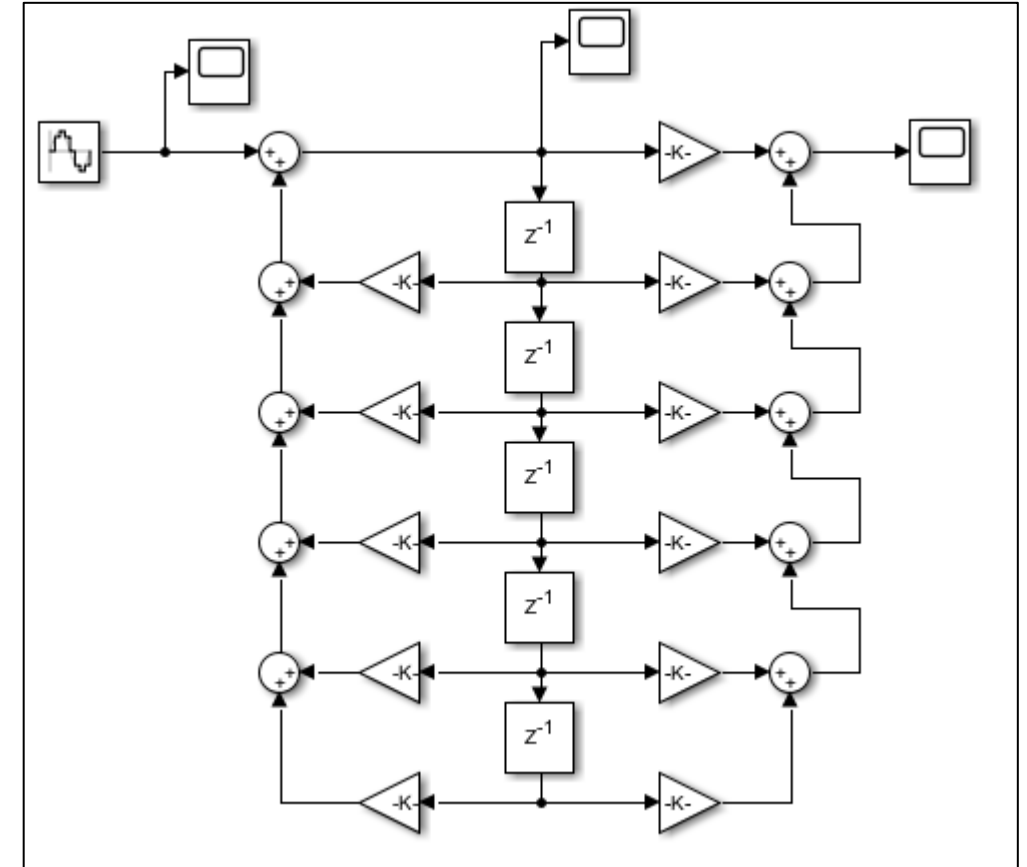 + + -K- + +
z-1
+ + -K- -K- + +
z-1
+ + -K- -K- + +
z-1
+ + -K- -K- + +
z-1
+ + -K- -K- + +
z-1
-K- -K-